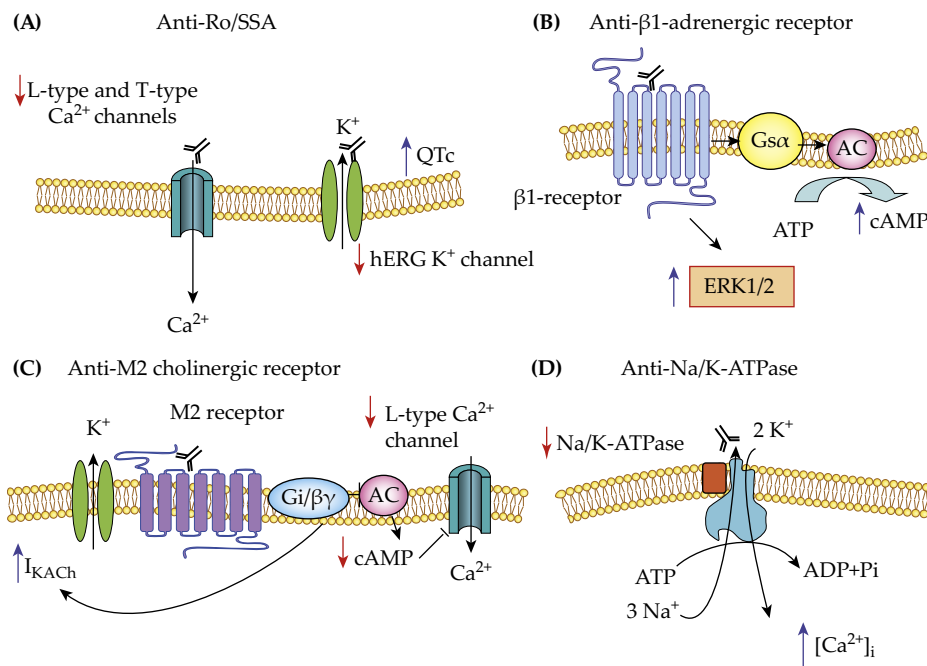 (A) Anti-Ro/SSA
L-type and T-type
Ca²⁺ channels
K⁺
QTc
hERG K⁺ channel
Ca²⁺
(B) Anti-β1-adrenergic receptor
Gsα
AC
β1-receptor
ATP
cAMP
ERK1/2
(C) Anti-M2 cholinergic receptor
M2 receptor
L-type Ca²⁺
channel
K⁺
Gi/βγ
AC
I_KACh
cAMP
Ca²⁺
(D) Anti-Na/K-ATPase
Na/K-ATPase
2 K⁺
ATP
ADP+Pi
3 Na⁺
[Ca²⁺]ᵢ